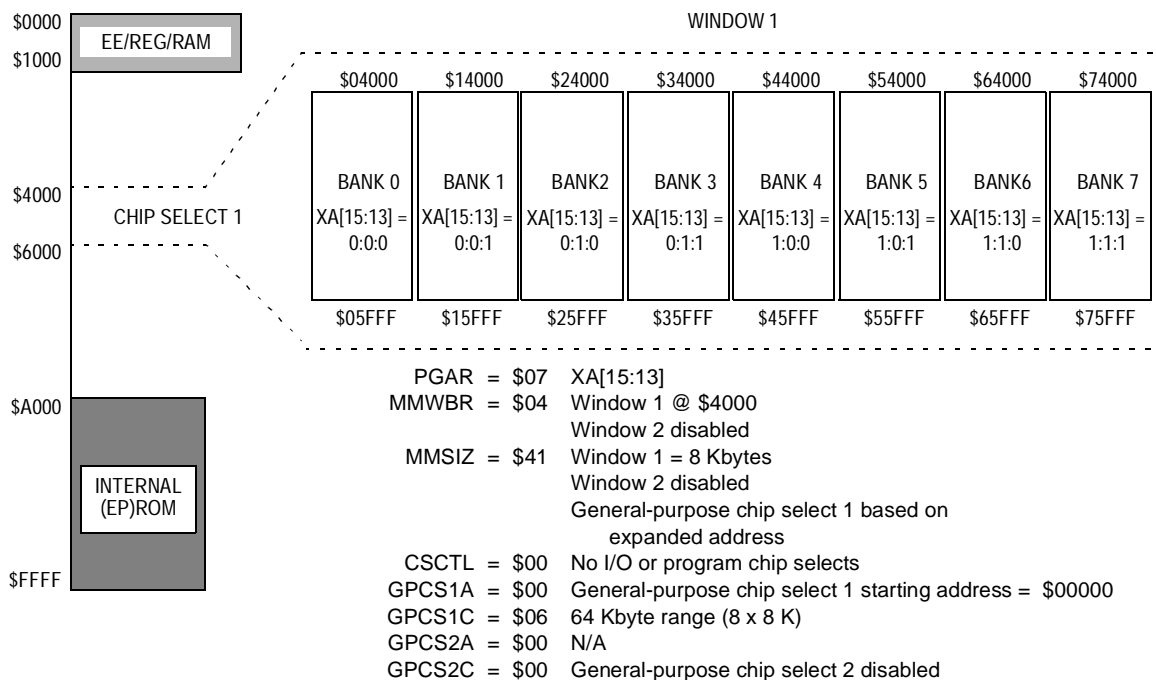 $0000
EE/REG/RAM
$1000
WINDOW 1
$04000 $14000 $24000 $34000 $44000 $54000 $64000 $74000
BANK 0 BANK 1 BANK2 BANK 3 BANK 4 BANK 5 BANK6 BANK 7
XA[15:13] = XA[15:13] = XA[15:13] = XA[15:13] = XA[15:13] = XA[15:13] = XA[15:13] = XA[15:13] =
0:0:0 0:0:1 0:1:0 0:1:1 1:0:0 1:0:1 1:1:0 1:1:1
$05FFF $15FFF $25FFF $35FFF $45FFF $55FFF $65FFF $75FFF
$4000
CHIP SELECT 1
$6000
$A000
INTERNAL
(EP)ROM
$FFFF
PGAR = $07 XA[15:13]
MMWBR = $04 Window 1 @ $4000
Window 2 disabled
MMSIZ = $41 Window 1 = 8 Kbytes
Window 2 disabled
General-purpose chip select 1 based on
expanded address
CSCTL = $00 No I/O or program chip selects
GPCS1A = $00 General-purpose chip select 1 starting address = $00000
GPCS1C = $06 64 Kbyte range (8 x 8 K)
GPCS2A = $00 N/A
GPCS2C = $00 General-purpose chip select 2 disabled